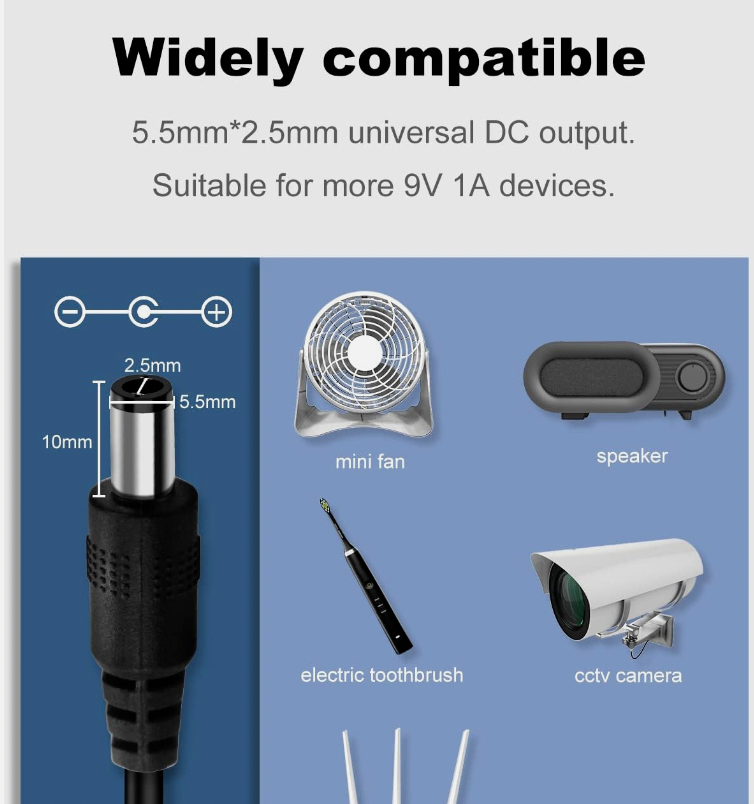 Widely compatible
5.5mm*2.5mm universal DC output.
Suitable for more 9V 1A devices.
2.5mm
5.5mm
10mm
mini fan
speaker
electric toothbrush
cctv camera